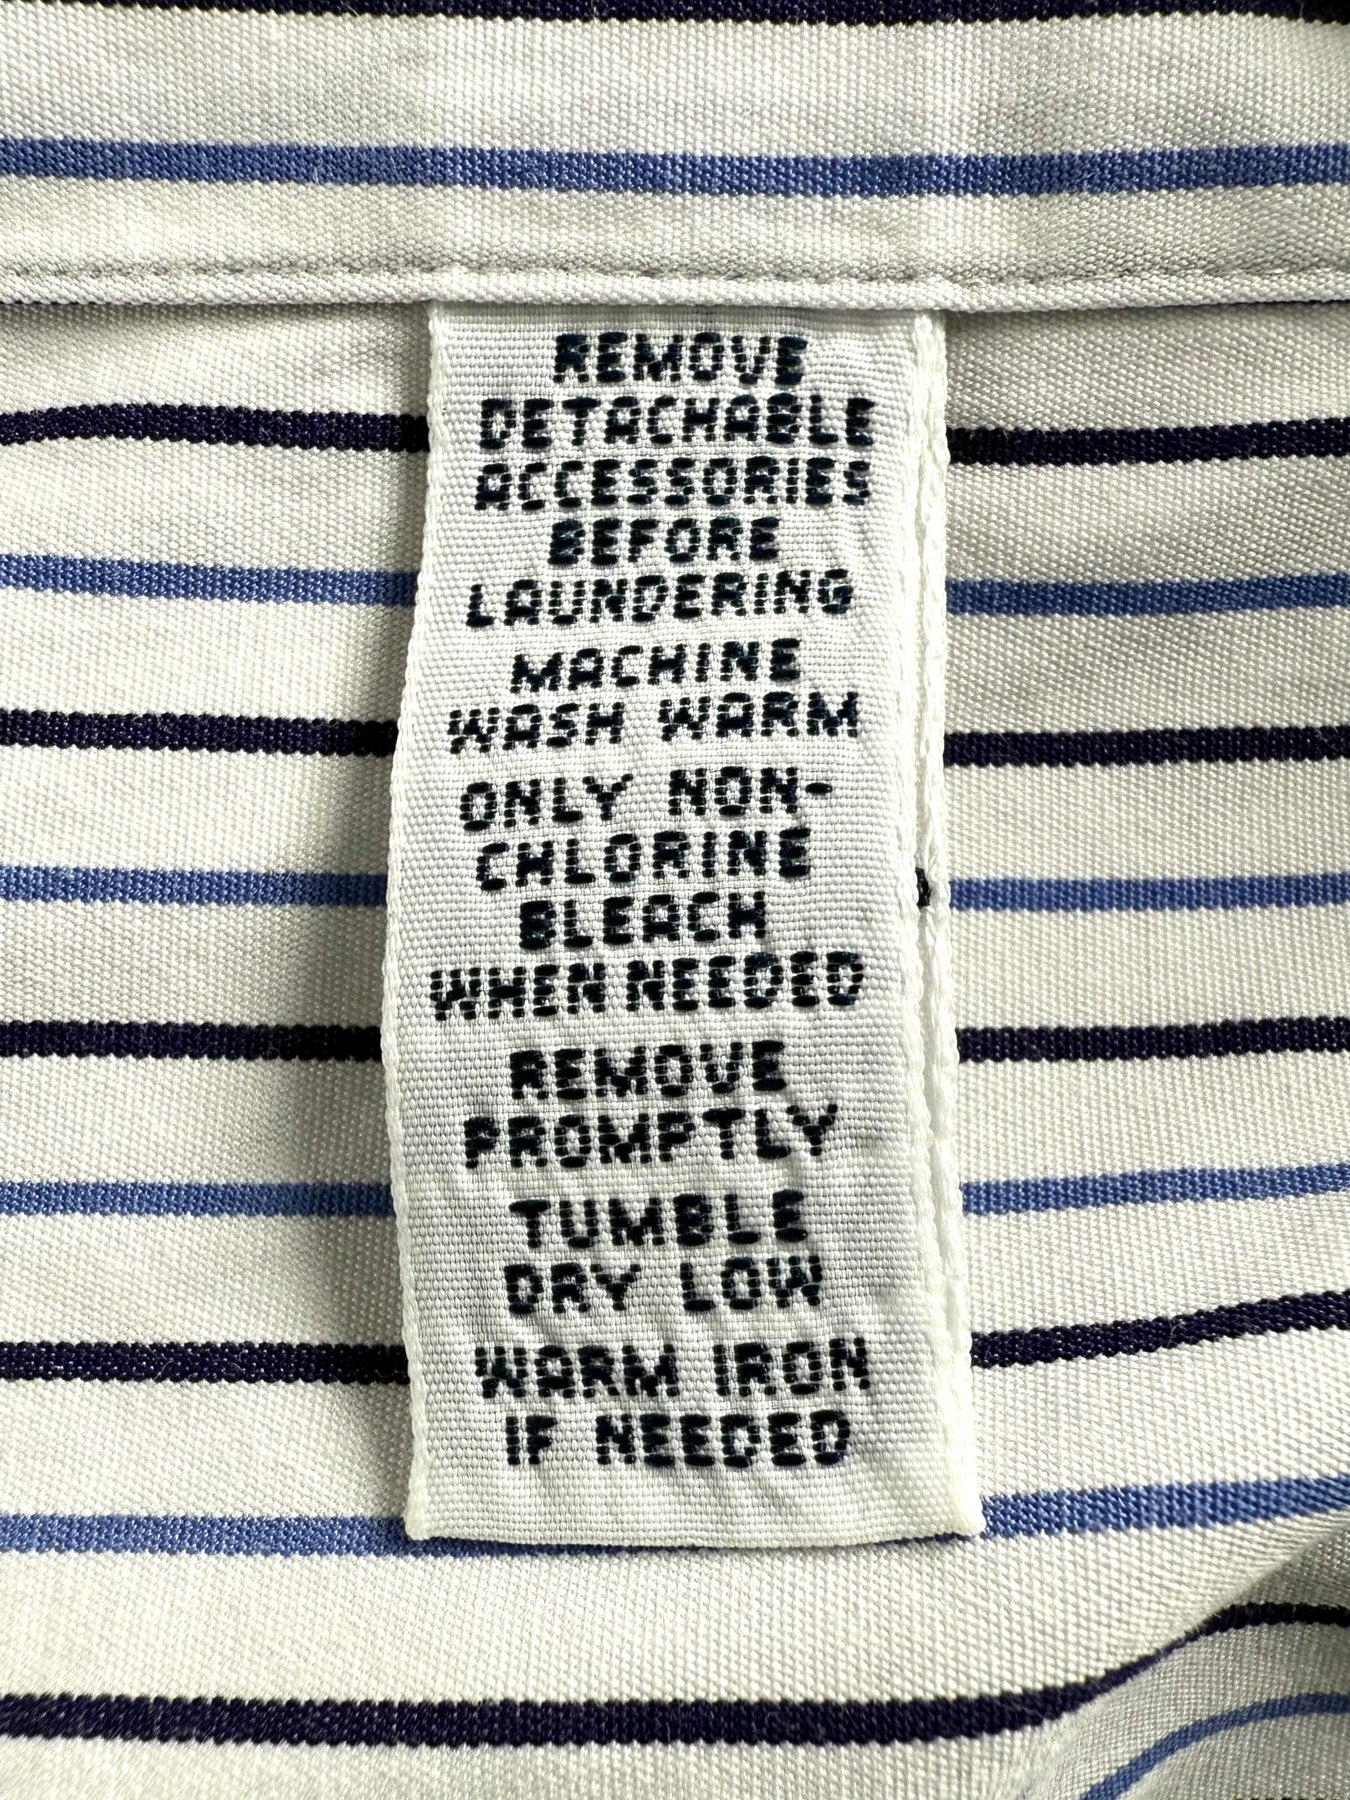 REMOVE
DETACHABLE
ACCESSORIES
BEFORE
LAUNDERING
MACHINE
WASH WARM
ONLY NON-
CHLORINE
BLEACH
WHEN NEEDED
REMOVE
PROMPTLY
TUMBLE
DRY LOW
WARM IRON
IF NEEDED